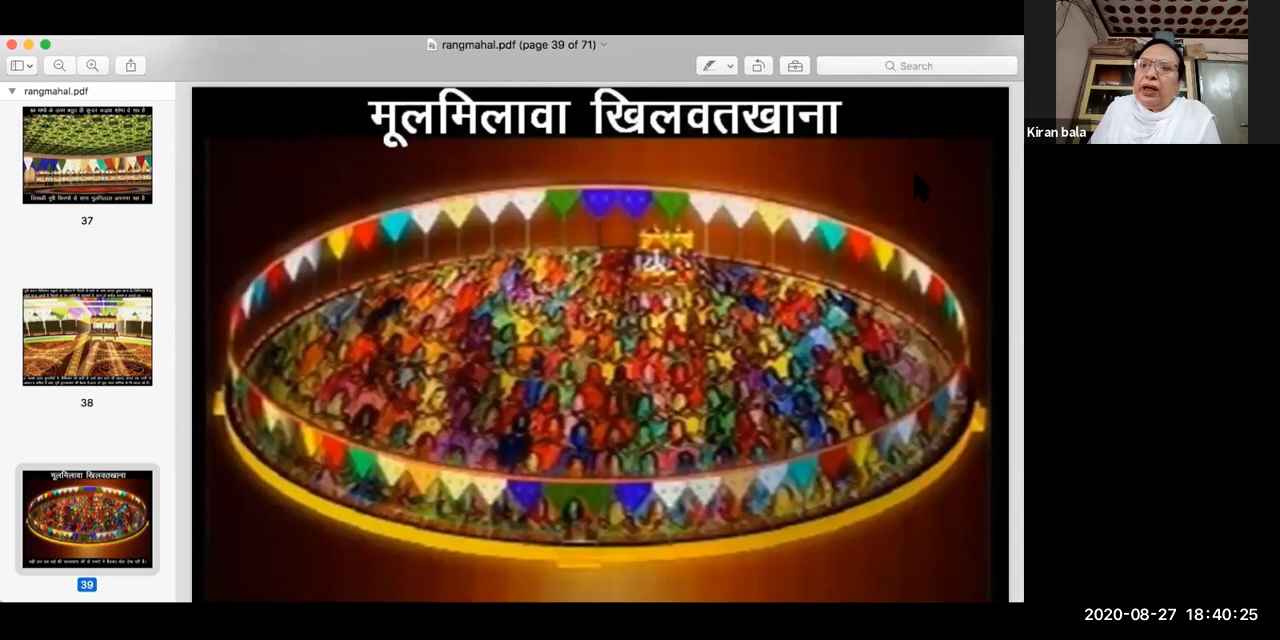 rangmahal.pdf (page 39 of 71)
Search
rangmahal.pdf
37
38
मूलमिलावा खिलवतखाना
39
मूलमिलावा खिलवतखाना
Kiran bala
2020-08-27 18:40:25